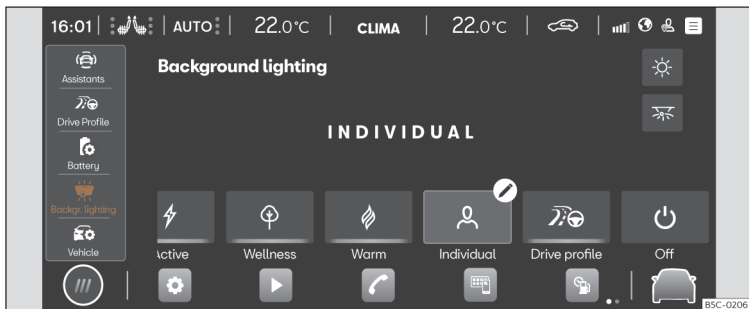 16:01 AUTO 22.0°C CLIMA 22.0°C
Assistants
Background lighting
Drive Profile
INDIVIDUAL
Battery
Backgr. lighting
Vehicle
Active Wellness Warm Individual Drive profile Off
B5C-0206